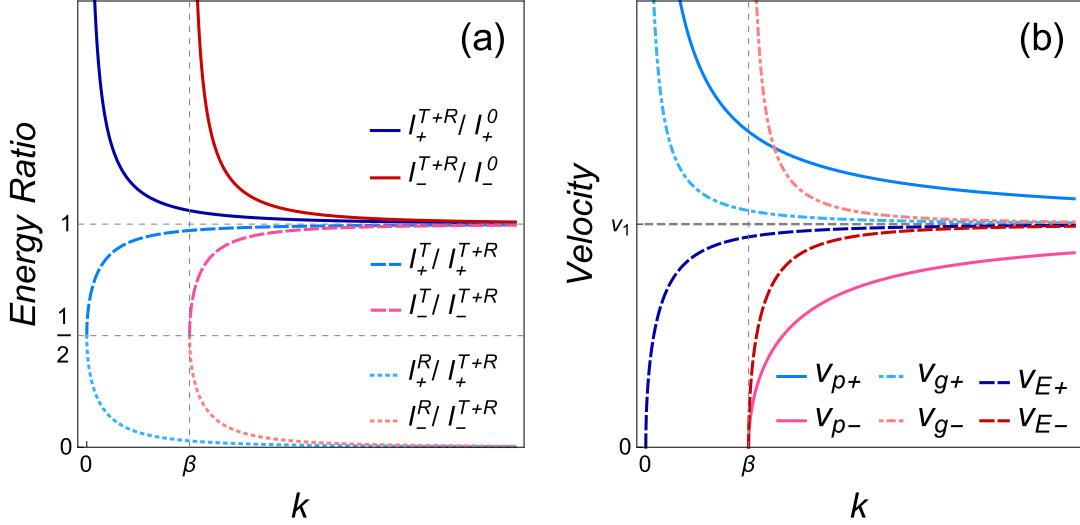 (a)
Energy Ratio
1
1/2
0
I₊ᵀ⁺ᴿ / I₊⁰
I₋ᵀ⁺ᴿ / I₋⁰
I₊ᵀ / I₊ᵀ⁺ᴿ
I₋ᵀ / I₋ᵀ⁺ᴿ
I₊ᴿ / I₊ᵀ⁺ᴿ
I₋ᴿ / I₋ᵀ⁺ᴿ
0 β
k
(b)
Velocity
v₁
0
vp+ vg+ vE+
vp− vg− vE−
0 β
k